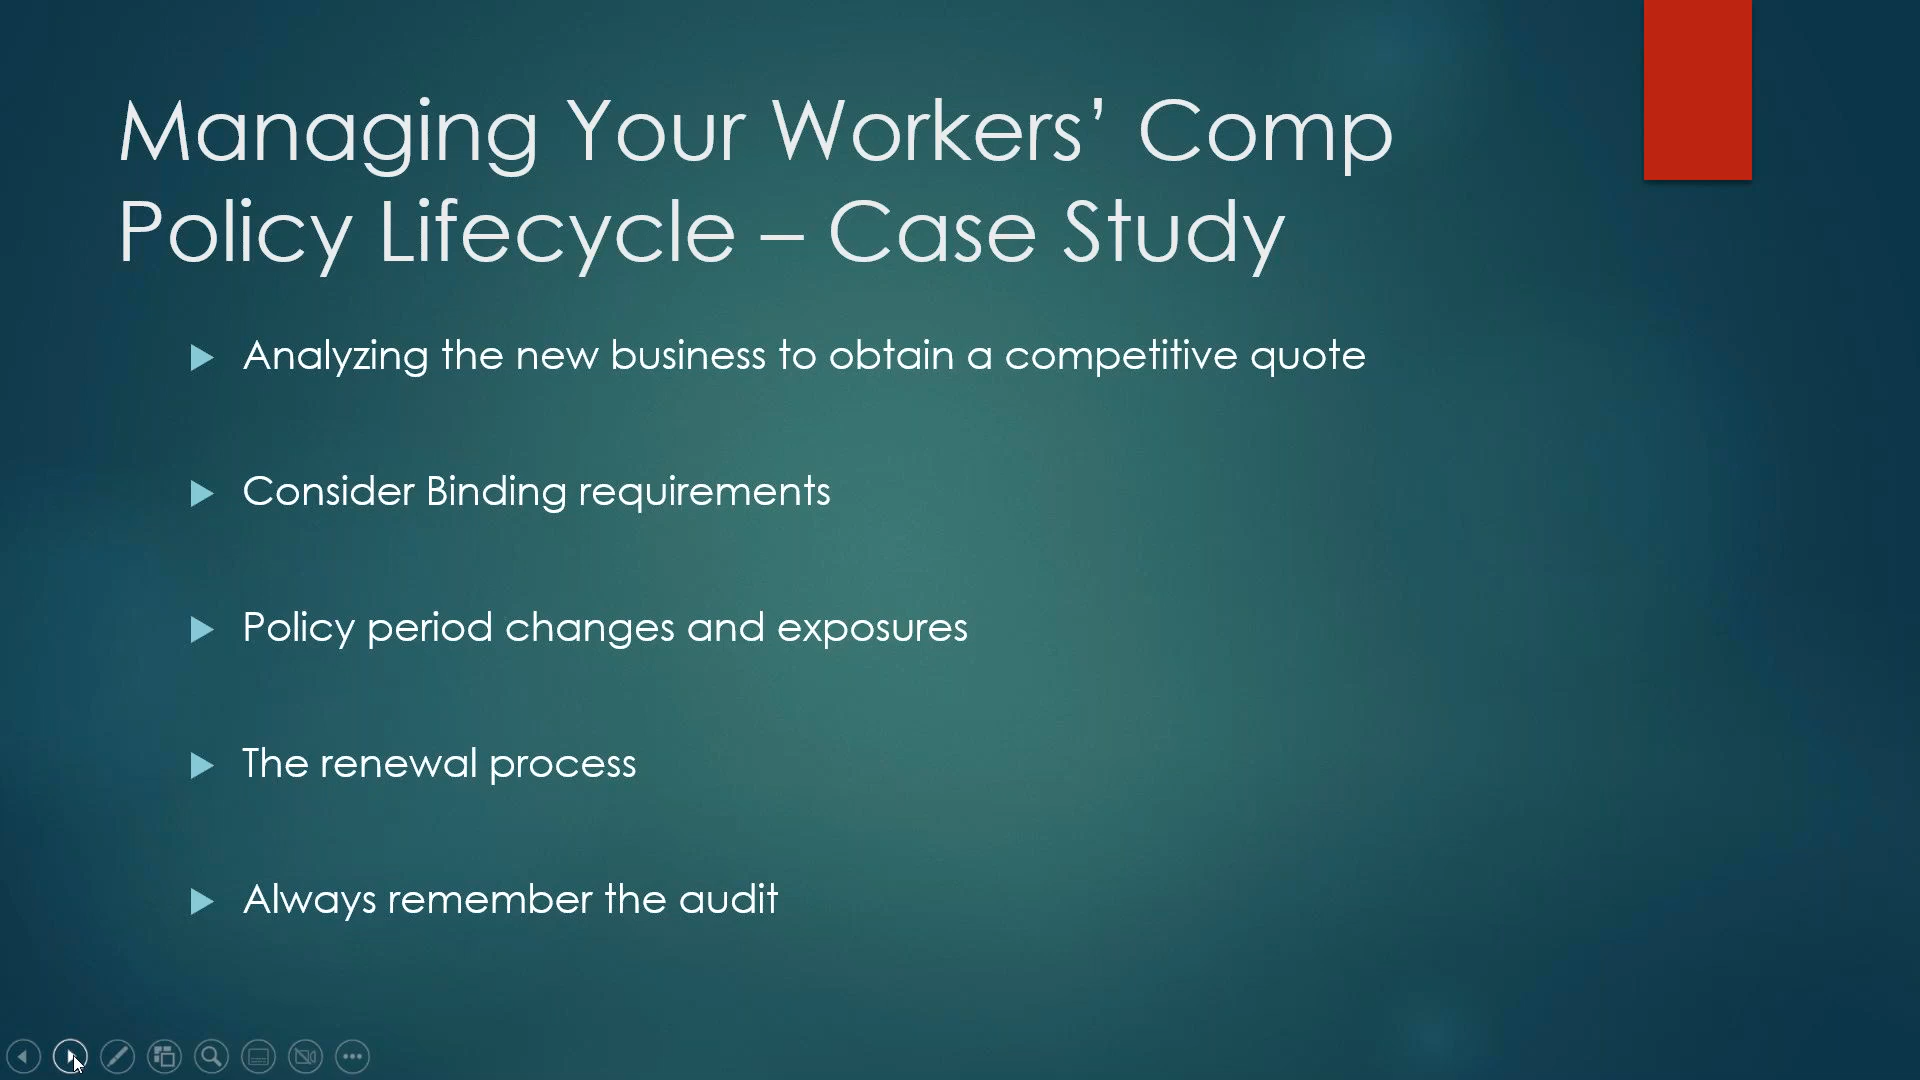 Managing Your Workers’ Comp
Policy Lifecycle – Case Study
Analyzing the new business to obtain a competitive quote
Consider Binding requirements
Policy period changes and exposures
The renewal process
Always remember the audit